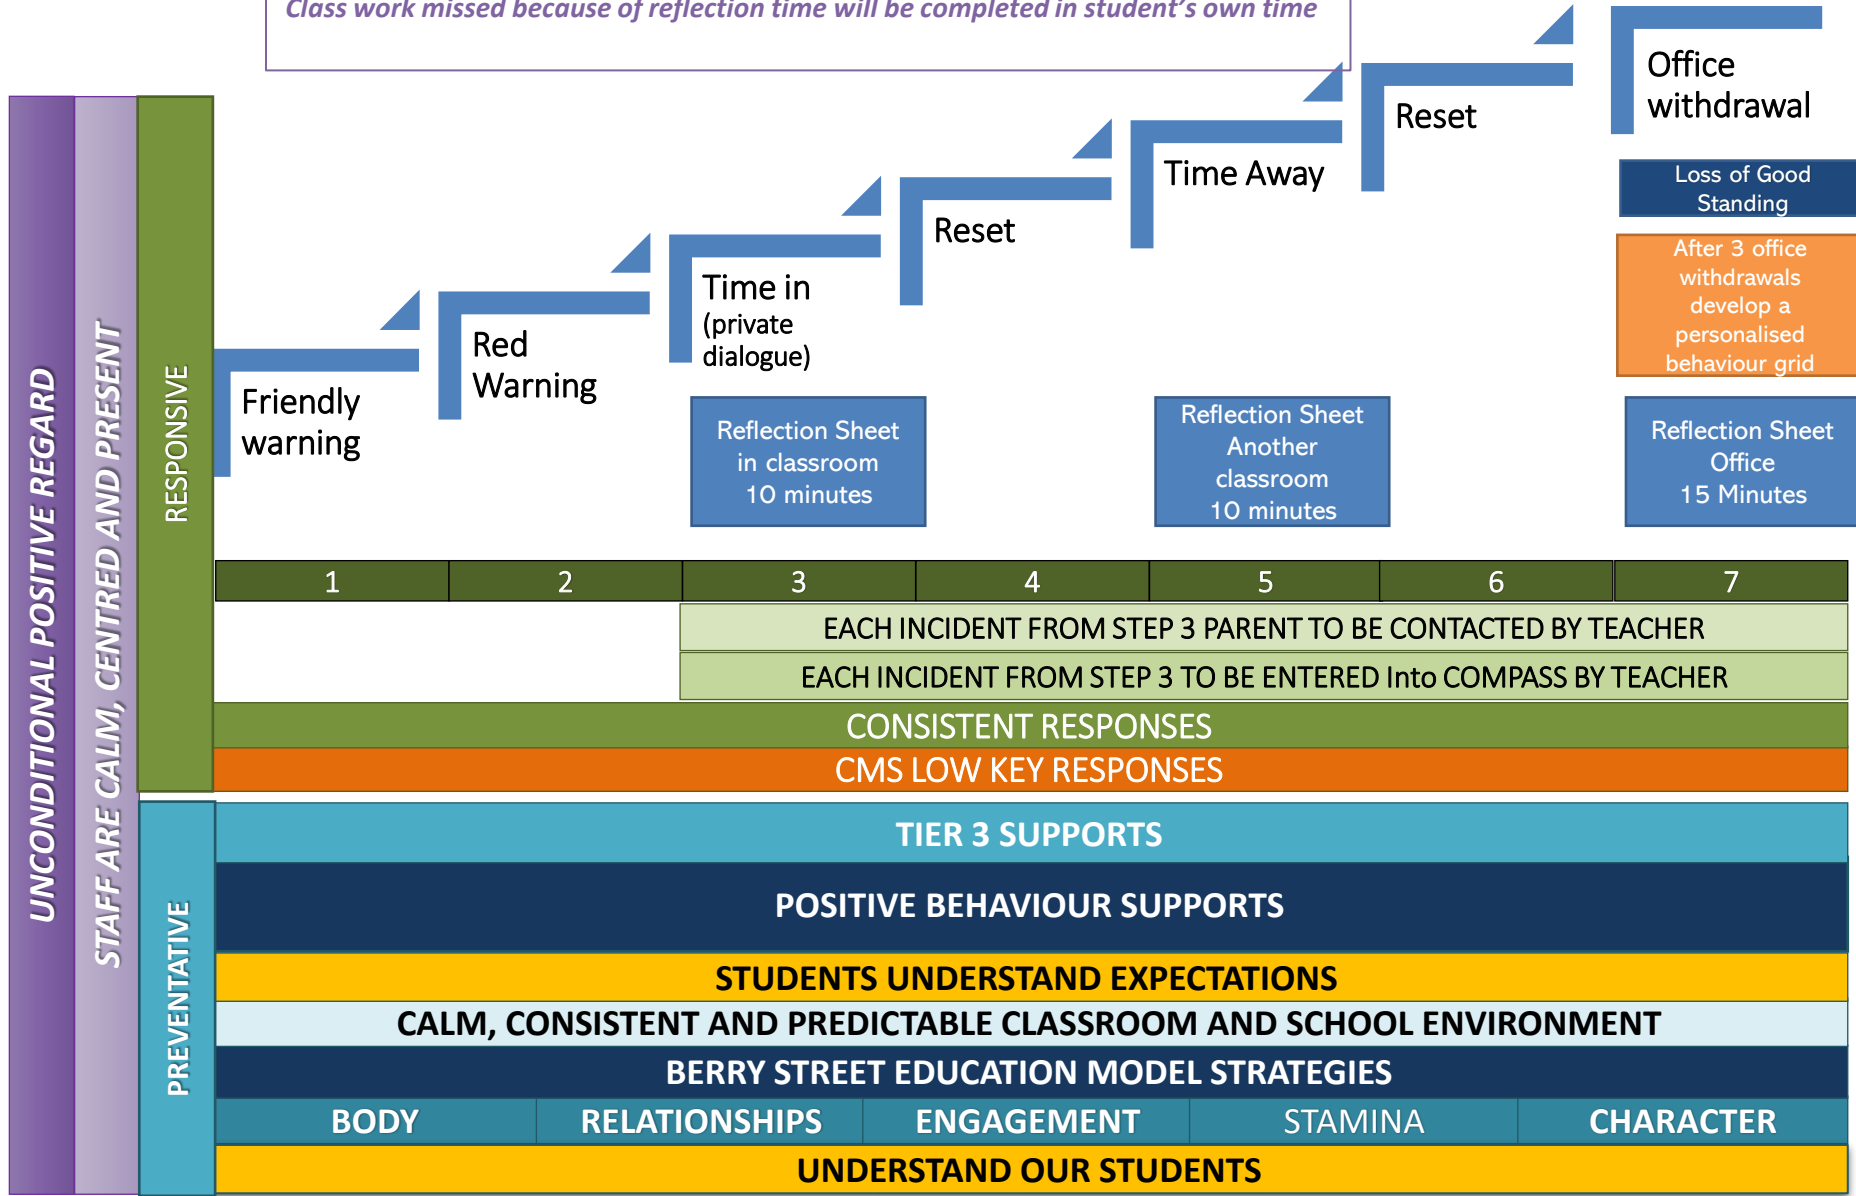 Class work missed because of reflection time will be completed in student's own time
Office
withdrawal
Reset
Time Away
Reset
Time in
(private
dialogue)
Red
Warning
Friendly
warning
Loss of Good
Standing
After 3 office
withdrawals
develop a
personalised
behaviour grid
Reflection Sheet
in classroom
10 minutes
Reflection Sheet
Another
classroom
10 minutes
Reflection Sheet
Office
15 Minutes
UNCONDITIONAL POSITIVE REGARD
STAFF ARE CALM, CENTRED AND PRESENT
RESPONSIVE
1 2 3 4 5 6 7
EACH INCIDENT FROM STEP 3 PARENT TO BE CONTACTED BY TEACHER
EACH INCIDENT FROM STEP 3 TO BE ENTERED Into COMPASS BY TEACHER
CONSISTENT RESPONSES
CMS LOW KEY RESPONSES
PREVENTATIVE
TIER 3 SUPPORTS
POSITIVE BEHAVIOUR SUPPORTS
STUDENTS UNDERSTAND EXPECTATIONS
CALM, CONSISTENT AND PREDICTABLE CLASSROOM AND SCHOOL ENVIRONMENT
BERRY STREET EDUCATION MODEL STRATEGIES
BODY RELATIONSHIPS ENGAGEMENT STAMINA CHARACTER
UNDERSTAND OUR STUDENTS